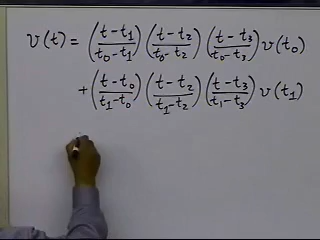 v(t) = ((t-t₁)/(t₀-t₁)) ((t-t₂)/(t₀-t₂)) ((t-t₃)/(t₀-t₃)) v(t₀)
+ ((t-t₀)/(t₁-t₀)) ((t-t₂)/(t₁-t₂)) ((t-t₃)/(t₁-t₃)) v(t₁)